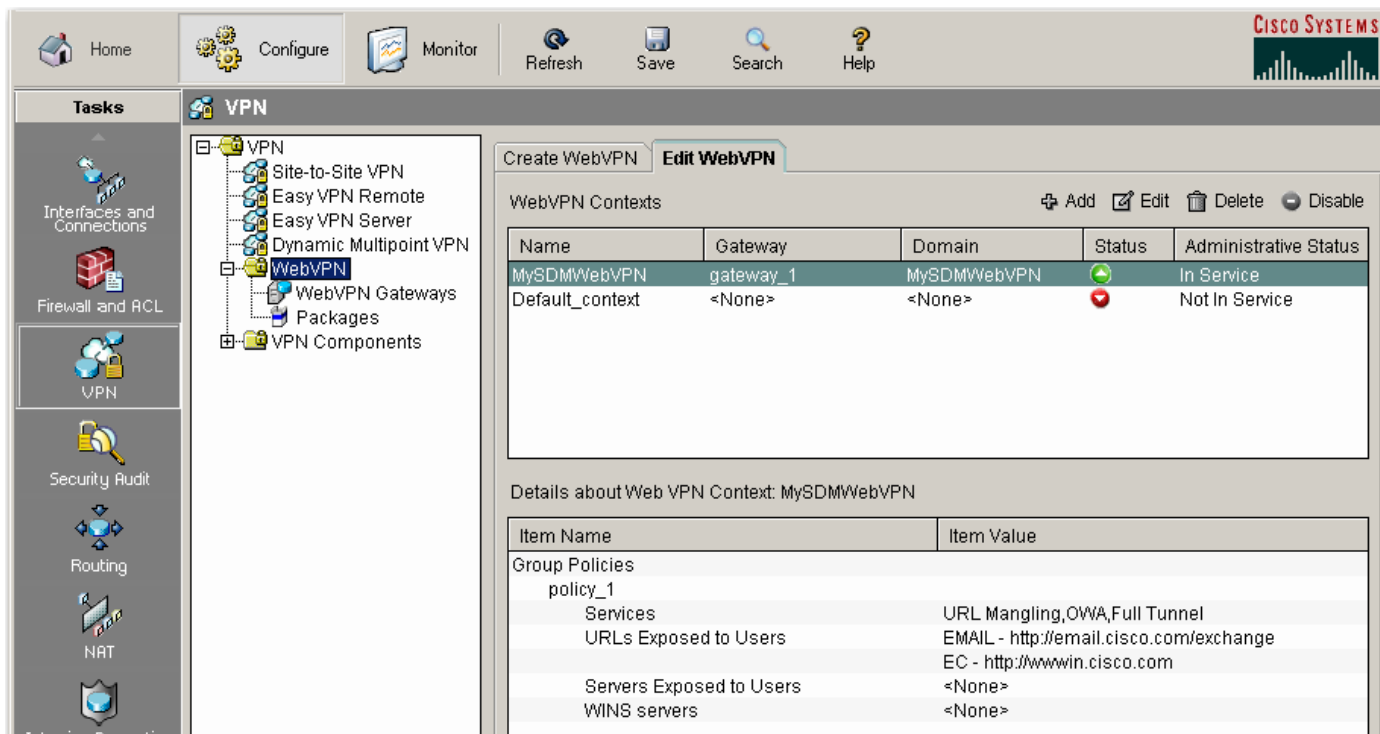 Home
Configure
Monitor
Refresh
Save
Search
Help
CISCO SYSTEMS
Tasks
VPN
Interfaces and
Connections
Firewall and ACL
VPN
Security Audit
Routing
NAT
VPN
Site-to-Site VPN
Easy VPN Remote
Easy VPN Server
Dynamic Multipoint VPN
WebVPN
WebVPN Gateways
Packages
VPN Components
Create WebVPN
Edit WebVPN
WebVPN Contexts
Add
Edit
Delete
Disable
Name Gateway Domain Status Administrative Status
MySDMWebVPN gateway_1 MySDMWebVPN In Service
Default_context <None> <None> Not In Service
Details about Web VPN Context: MySDMWebVPN
Item Name Item Value
Group Policies
policy_1
Services URL Mangling,OWA,Full Tunnel
URLs Exposed to Users EMAIL - http://email.cisco.com/exchange
EC - http://wwwin.cisco.com
Servers Exposed to Users <None>
WINS servers <None>